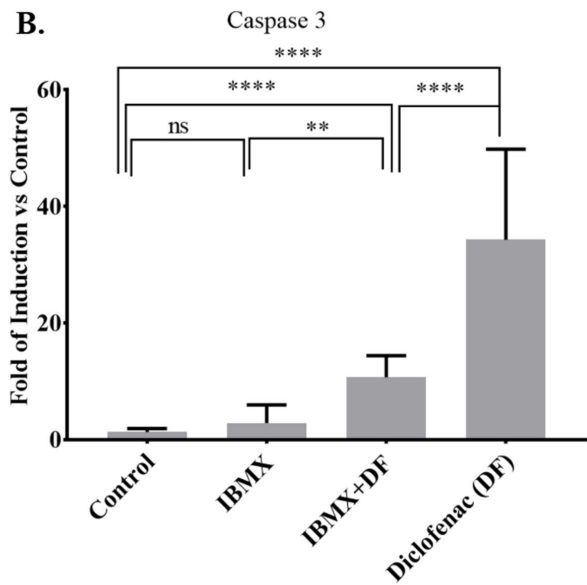 B.
Caspase 3
****
****
****
ns
**
Fold of Induction vs Control
60
40
20
0
Control
IBMX
IBMX+DF
Diclofenac (DF)